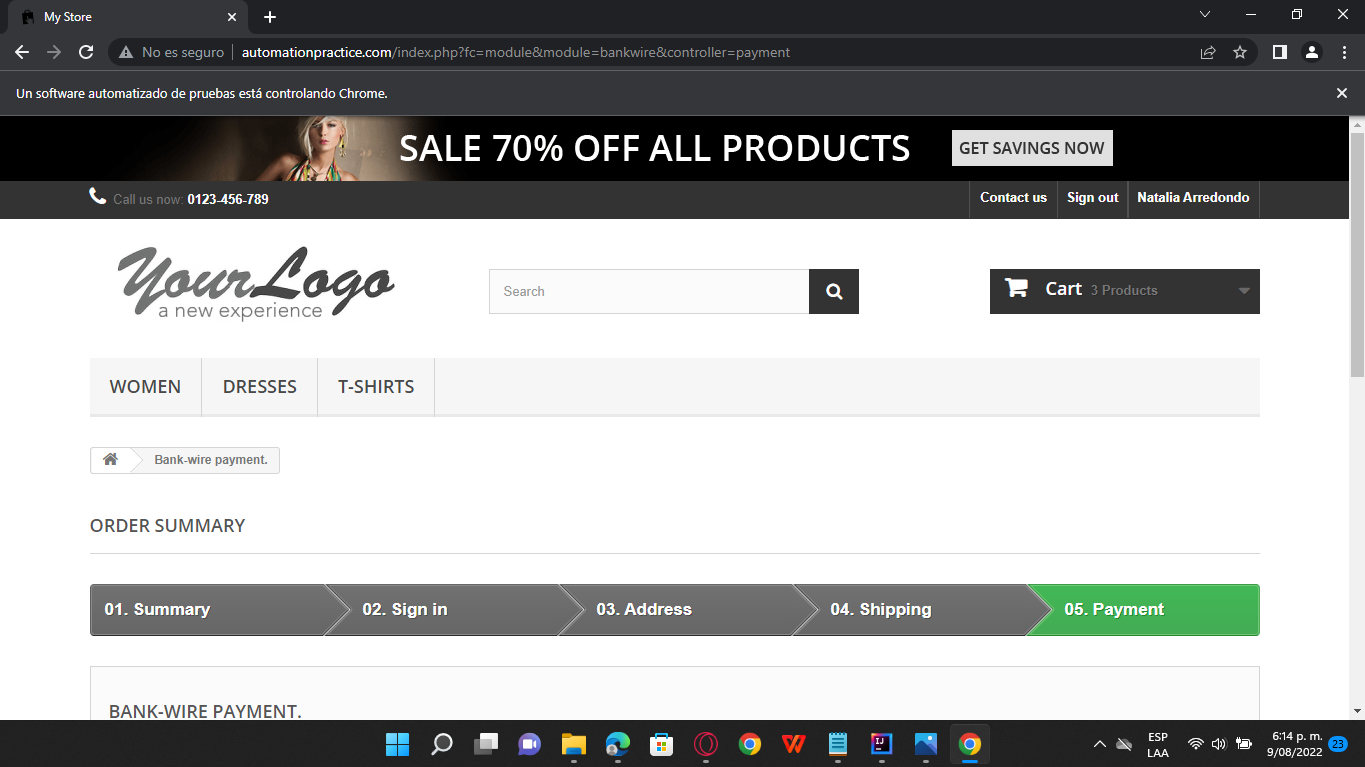 My Store
No es seguro automationpractice.com/index.php?fc=module&module=bankwire&controller=payment
Un software automatizado de pruebas está controlando Chrome.
SALE 70% OFF ALL PRODUCTS GET SAVINGS NOW
Call us now: 0123-456-789 Contact us Sign out Natalia Arredondo
YourLogo
a new experience
Search
Cart 3 Products
WOMEN DRESSES T-SHIRTS
Bank-wire payment.
ORDER SUMMARY
01. Summary 02. Sign in 03. Address 04. Shipping 05. Payment
BANK-WIRE PAYMENT.
ESP 6:14 p. m.
LAA 9/08/2022 23